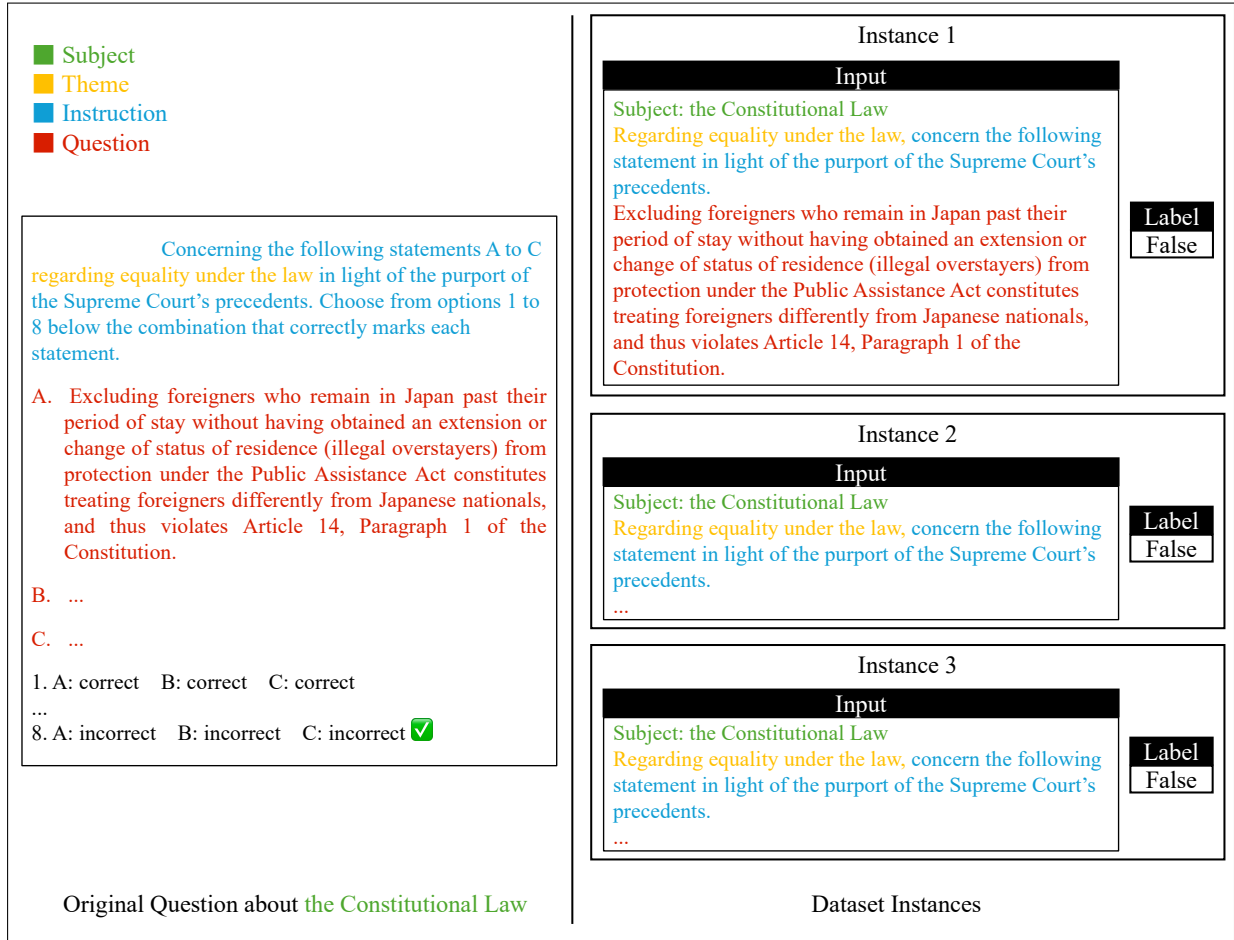 Subject
Theme
Instruction
Question
Concerning the following statements A to C
regarding equality under the law in light of the purport of
the Supreme Court's precedents. Choose from options 1 to
8 below the combination that correctly marks each
statement.
A. Excluding foreigners who remain in Japan past their
period of stay without having obtained an extension or
change of status of residence (illegal overstayers) from
protection under the Public Assistance Act constitutes
treating foreigners differently from Japanese nationals,
and thus violates Article 14, Paragraph 1 of the
Constitution.
B. ...
C. ...
1. A: correct B: correct C: correct
...
8. A: incorrect B: incorrect C: incorrect ✅
Original Question about the Constitutional Law
Instance 1
Input
Subject: the Constitutional Law
Regarding equality under the law, concern the following
statement in light of the purport of the Supreme Court's
precedents.
Excluding foreigners who remain in Japan past their
period of stay without having obtained an extension or
change of status of residence (illegal overstayers) from
protection under the Public Assistance Act constitutes
treating foreigners differently from Japanese nationals,
and thus violates Article 14, Paragraph 1 of the
Constitution.
Label
False
Instance 2
Input
Subject: the Constitutional Law
Regarding equality under the law, concern the following
statement in light of the purport of the Supreme Court's
precedents.
...
Label
False
Instance 3
Input
Subject: the Constitutional Law
Regarding equality under the law, concern the following
statement in light of the purport of the Supreme Court's
precedents.
...
Label
False
Dataset Instances